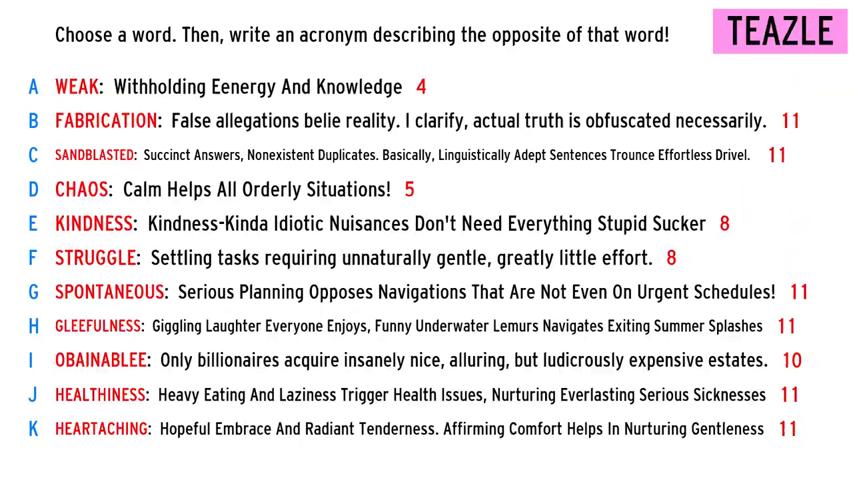 Choose a word. Then, write an acronym describing the opposite of that word! TEAZLE
A WEAK: Withholding Eenergy And Knowledge 4
B FABRICATION: False allegations belie reality. I clarify, actual truth is obfuscated necessarily. 11
C SANDBLASTED: Succinct Answers, Nonexistent Duplicates. Basically, Linguistically Adept Sentences Trounce Effortless Drivel. 11
D CHAOS: Calm Helps All Orderly Situations! 5
E KINDNESS: Kindness-Kinda Idiotic Nuisances Don't Need Everything Stupid Sucker 8
F STRUGGLE: Settling tasks requiring unnaturally gentle, greatly little effort. 8
G SPONTANEOUS: Serious Planning Opposes Navigations That Are Not Even On Urgent Schedules! 11
H GLEEFULNESS: Giggling Laughter Everyone Enjoys, Funny Underwater Lemurs Navigates Exiting Summer Splashes 11
I OBAINABLEE: Only billionaires acquire insanely nice, alluring, but ludicrously expensive estates. 10
J HEALTHINESS: Heavy Eating And Laziness Trigger Health Issues, Nurturing Everlasting Serious Sicknesses 11
K HEARTACHING: Hopeful Embrace And Radiant Tenderness. Affirming Comfort Helps In Nurturing Gentleness 11